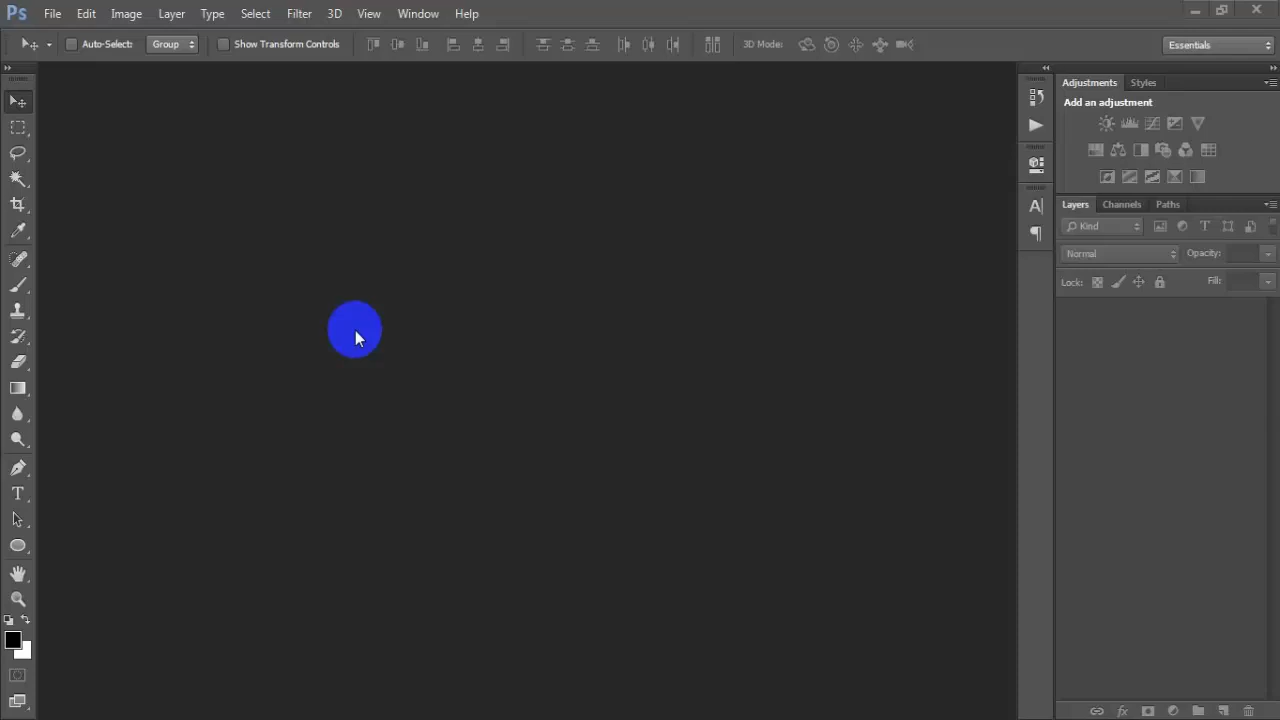 Ps File Edit Image Layer Type Select Filter 3D View Window Help
Auto-Select: Group Show Transform Controls 3D Mode: Essentials
Adjustments Styles
Add an adjustment
Layers Channels Paths
Kind
Normal Opacity:
Lock: Fill: